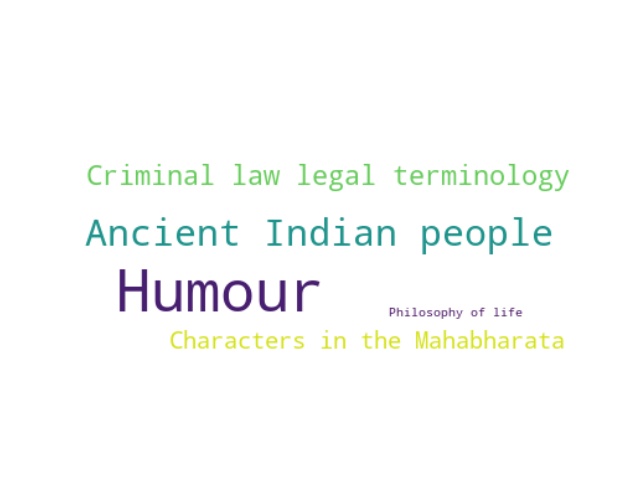 Criminal law legal terminology
Ancient Indian people
Humour
Philosophy of life
Characters in the Mahabharata